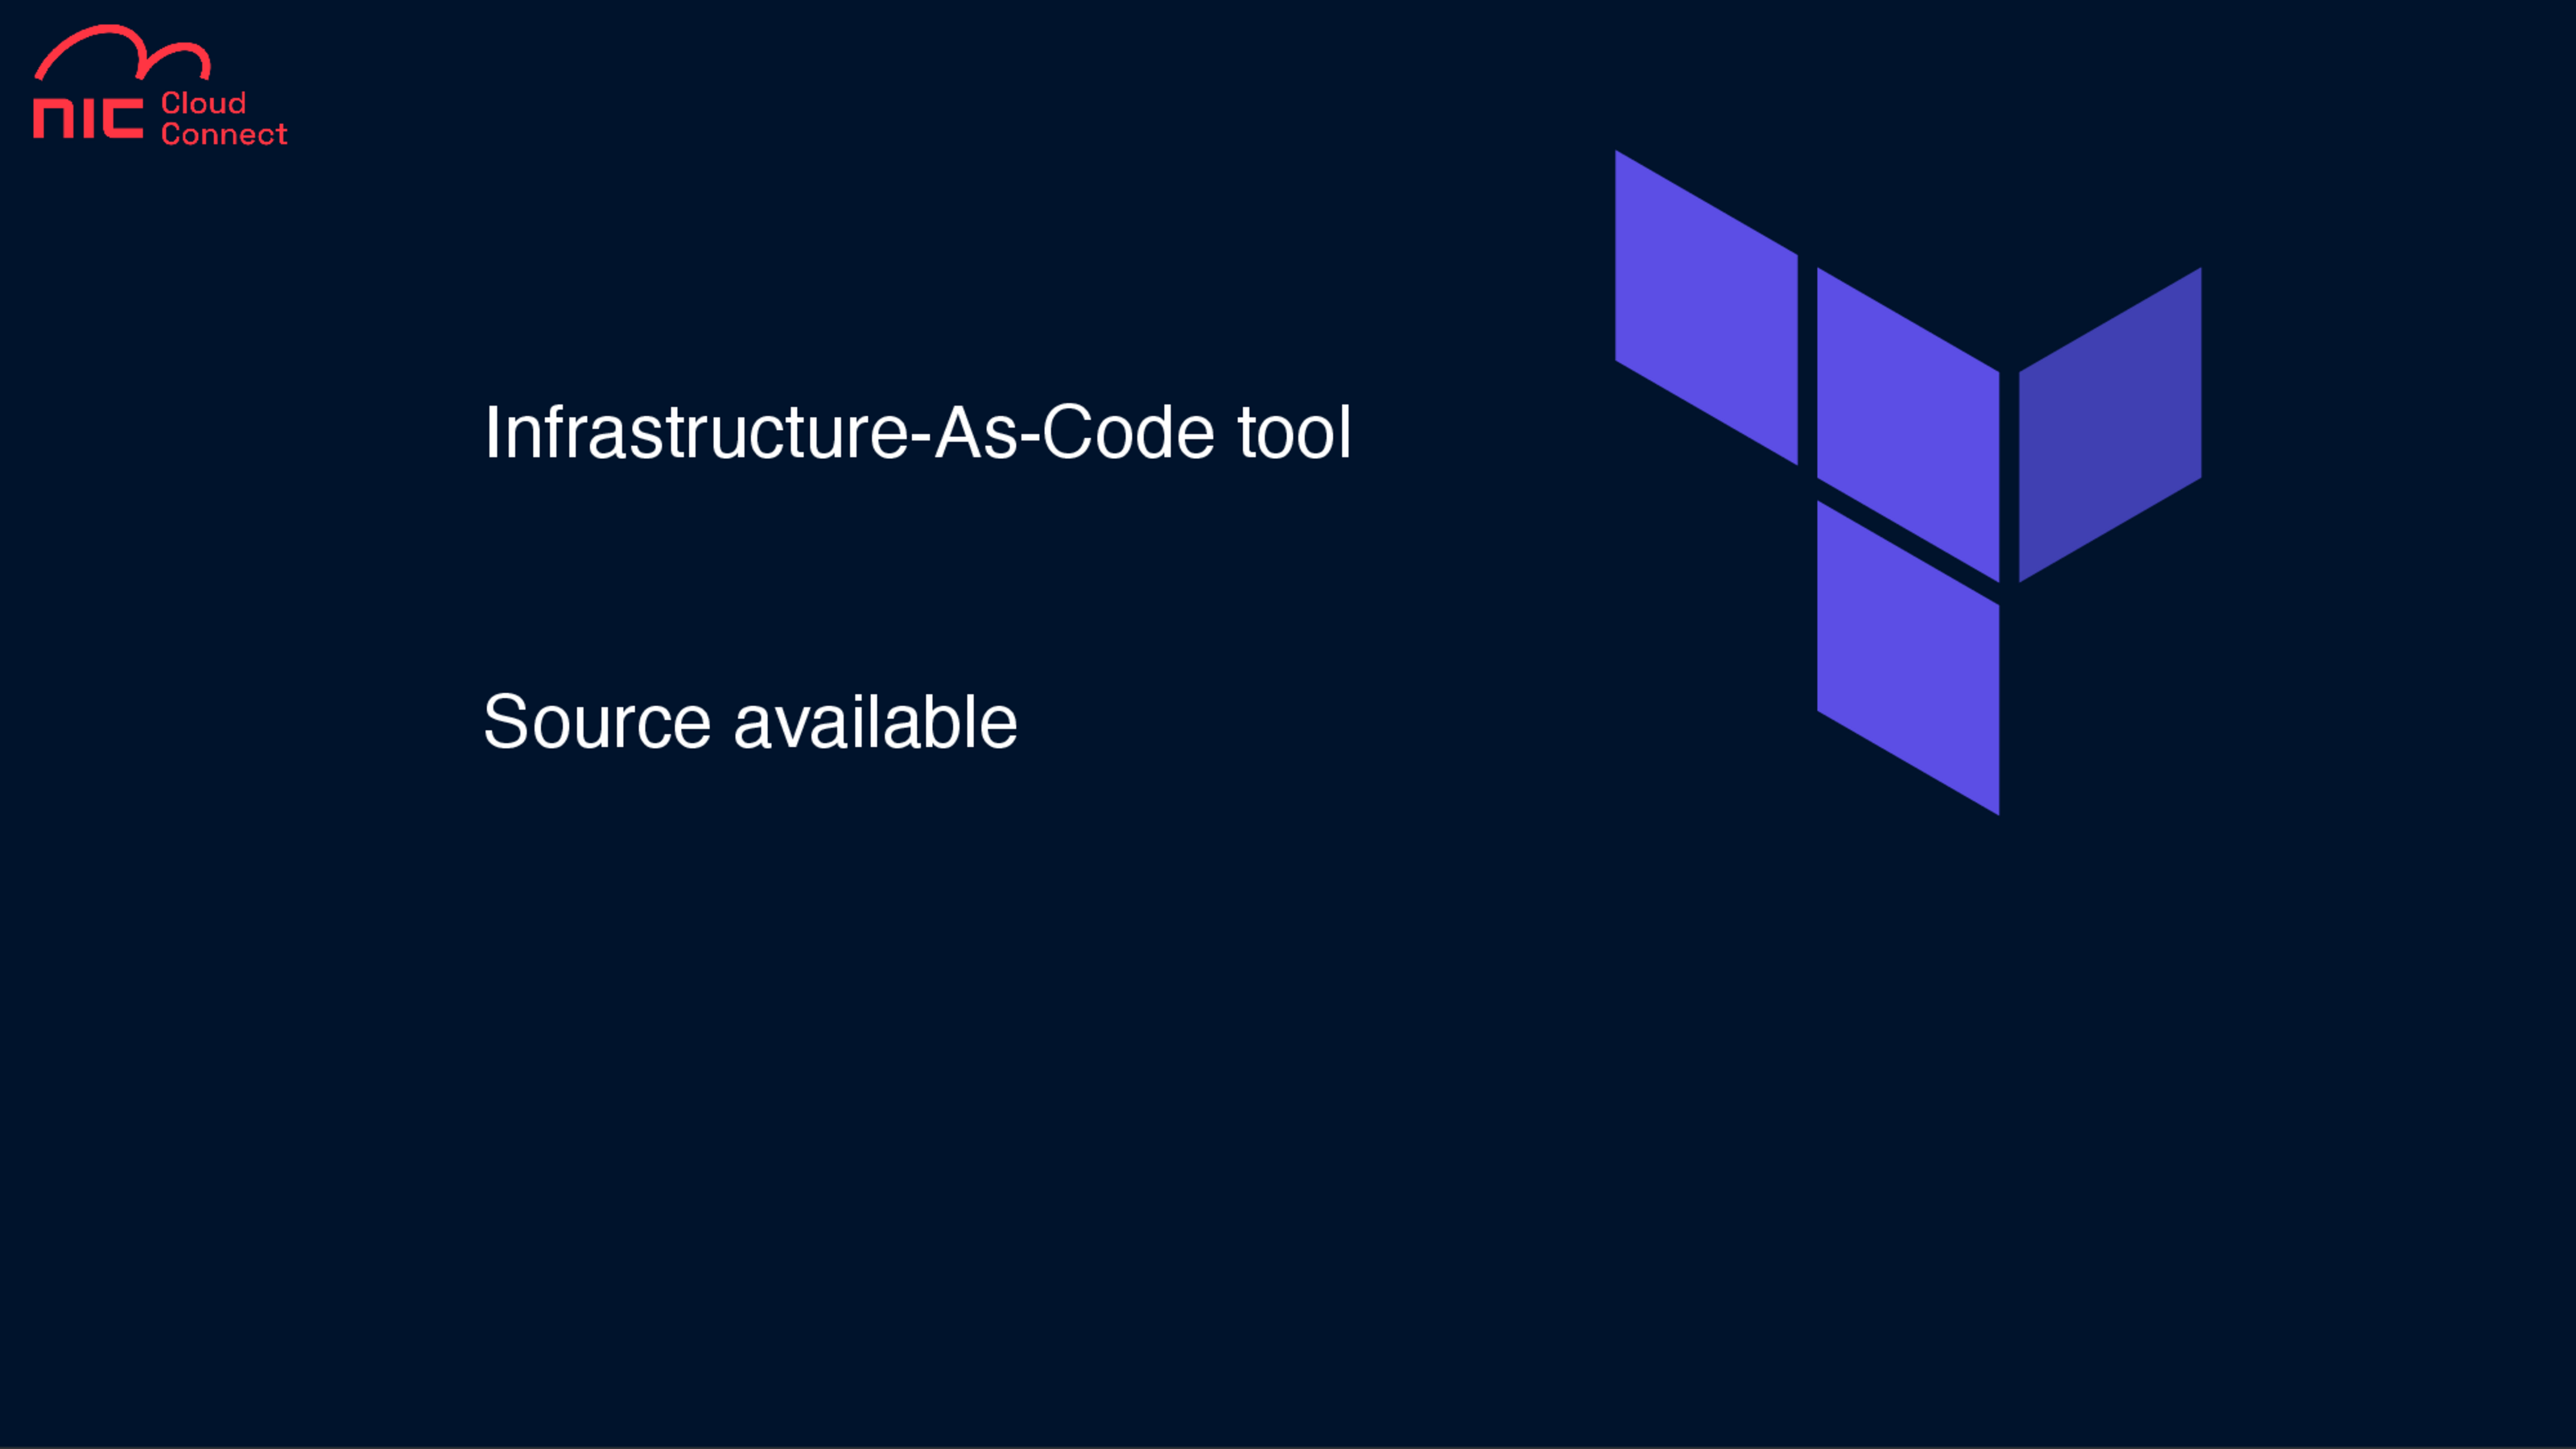 NIC Cloud
Connect
Infrastructure-As-Code tool
Source available